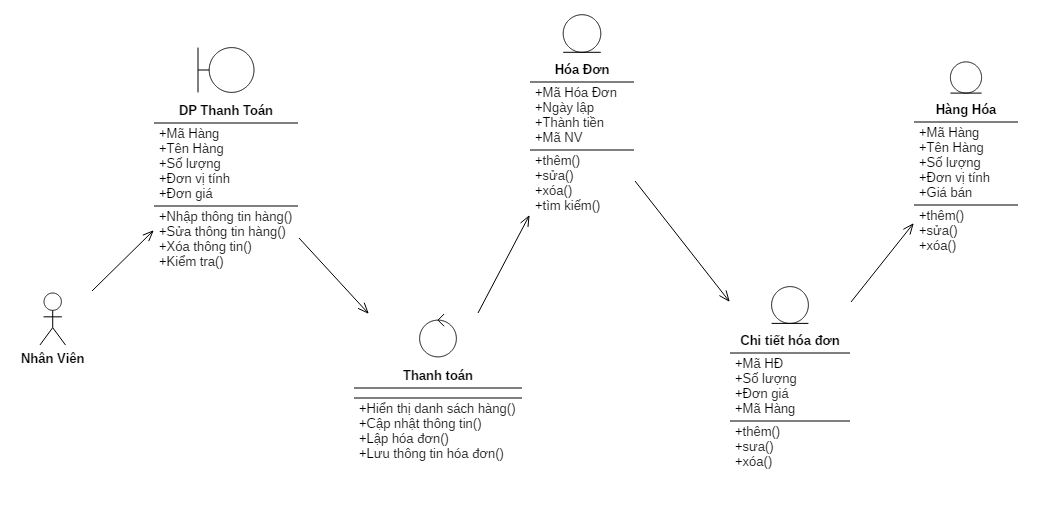 DP Thanh Toán
+Mã Hàng
+Tên Hàng
+Số lượng
+Đơn vị tính
+Đơn giá
+Nhập thông tin hàng()
+Sửa thông tin hàng()
+Xóa thông tin()
+Kiểm tra()
Nhân Viên
Thanh toán
+Hiển thị danh sách hàng()
+Cập nhật thông tin()
+Lập hóa đơn()
+Lưu thông tin hóa đơn()
Hóa Đơn
+Mã Hóa Đơn
+Ngày lập
+Thành tiền
+Mã NV
+thêm()
+sửa()
+xóa()
+tìm kiếm()
Chi tiết hóa đơn
+Mã HĐ
+Số lượng
+Đơn giá
+Mã Hàng
+thêm()
+sưa()
+xóa()
Hàng Hóa
+Mã Hàng
+Tên Hàng
+Số lượng
+Đơn vị tính
+Giá bán
+thêm()
+sửa()
+xóa()